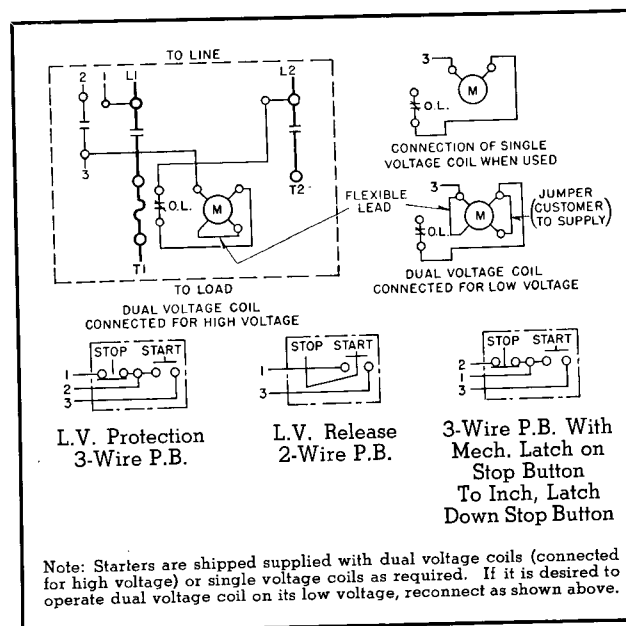 TO LINE
2 1 L1 L2
3
O.L. M T2
T1
TO LOAD
DUAL VOLTAGE COIL
CONNECTED FOR HIGH VOLTAGE
3
M
O.L.
CONNECTION OF SINGLE
VOLTAGE COIL WHEN USED
FLEXIBLE
LEAD
3
M
O.L.
JUMPER
(CUSTOMER
TO SUPPLY)
DUAL VOLTAGE COIL
CONNECTED FOR LOW VOLTAGE
STOP START
1
2
3
L.V. Protection
3-Wire P.B.
STOP START
1
3
L.V. Release
2-Wire P.B.
STOP START
2
1
3
3-Wire P.B. With
Mech. Latch on
Stop Button
To Inch, Latch
Down Stop Button
Note: Starters are shipped supplied with dual voltage coils (connected
for high voltage) or single voltage coils as required. If it is desired to
operate dual voltage coil on its low voltage, reconnect as shown above.